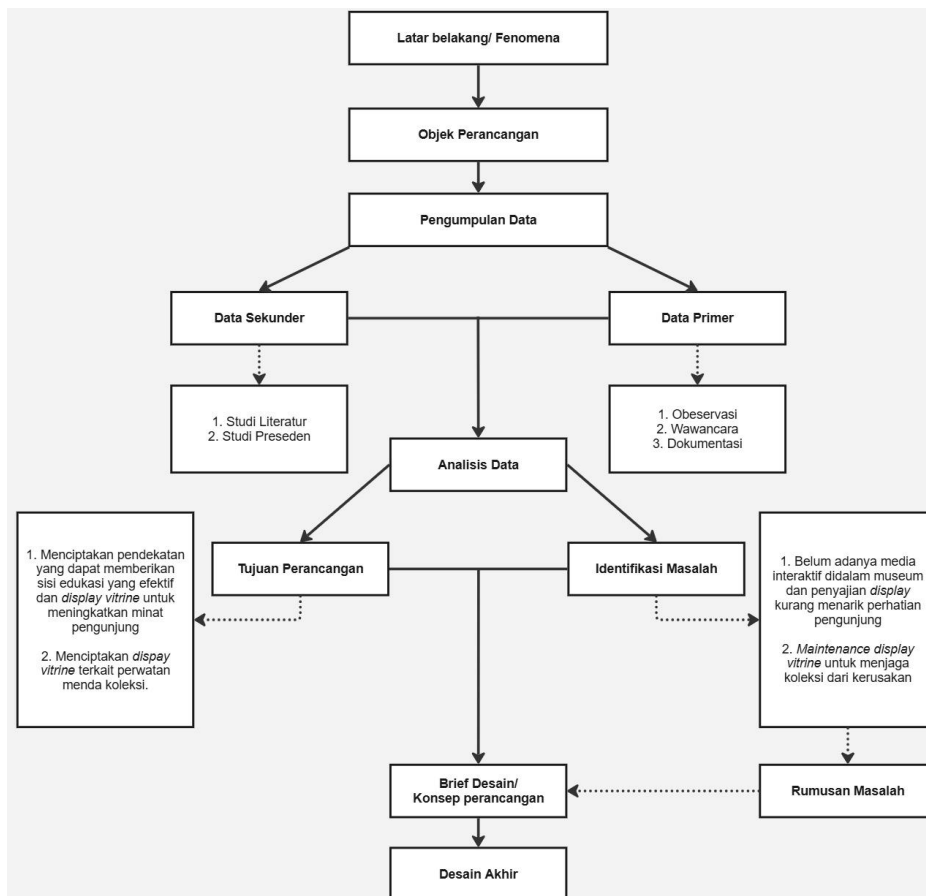 Latar belakang/ Fenomena
Objek Perancangan
Pengumpulan Data
Data Sekunder
Data Primer
1. Studi Literatur
2. Studi Preseden
1. Obeservasi
2. Wawancara
3. Dokumentasi
Analisis Data
1. Menciptakan pendekatan
yang dapat memberikan
sisi edukasi yang efektif
dan display vitrine untuk
meningkatkan minat
pengunjung
2. Menciptakan dispay
vitrine terkait perwatan
menda koleksi.
Tujuan Perancangan
Identifikasi Masalah
1. Belum adanya media
interaktif didalam museum
dan penyajian display
kurang menarik perhatian
pengunjung
2. Maintenance display
vitrine untuk menjaga
koleksi dari kerusakan
Brief Desain/
Konsep perancangan
Rumusan Masalah
Desain Akhir